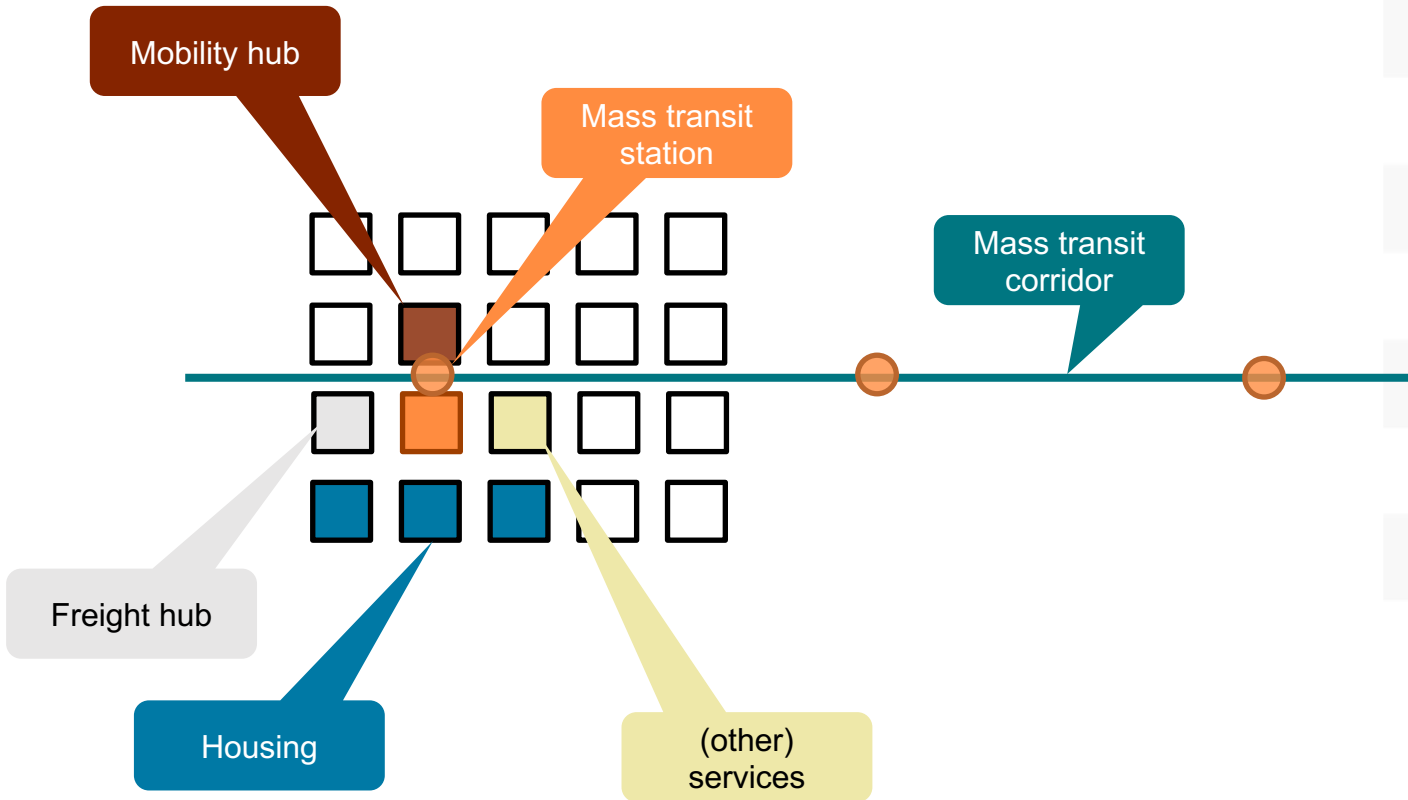 Mobility hub
Mass transit
station
Mass transit
corridor
Freight hub
Housing
(other)
services